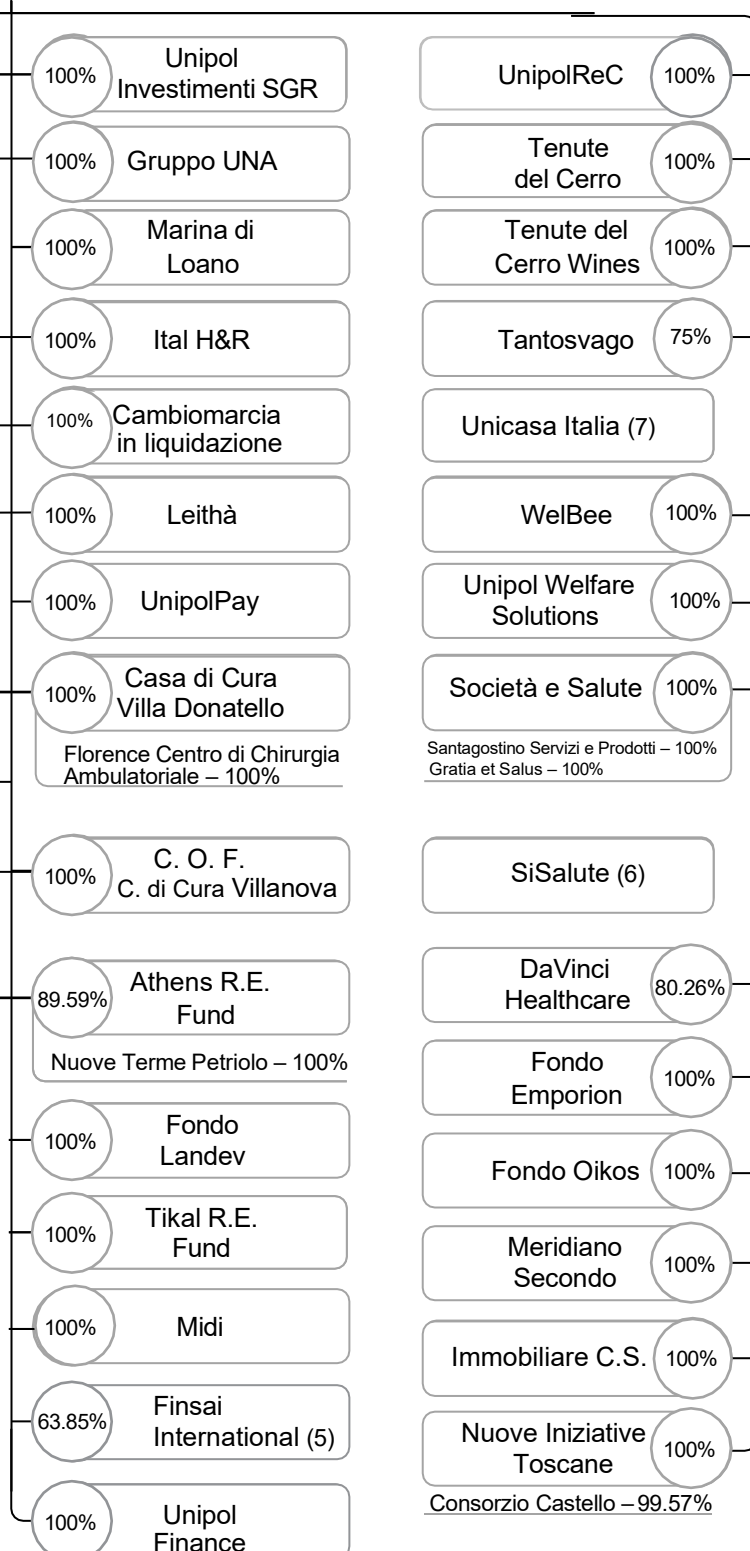 100%
Unipol
Investimenti SGR
100%
Gruppo UNA
100%
Marina di
Loano
100%
Ital H&R
100%
Cambiomarcia
in liquidazione
100%
Leithà
100%
UnipolPay
100%
Casa di Cura
Villa Donatello
Florence Centro di Chirurgia
Ambulatoriale – 100%
100%
C. O. F.
C. di Cura Villanova
89.59%
Athens R.E.
Fund
Nuove Terme Petriolo – 100%
100%
Fondo
Landev
100%
Tikal R.E.
Fund
100%
Midi
63.85%
Finsai
International (5)
100%
Unipol
Finance
UnipolReC
100%
Tenute
del Cerro
100%
Tenute del
Cerro Wines
100%
Tantosvago
75%
Unicasa Italia (7)
WelBee
100%
Unipol Welfare
Solutions
100%
Società e Salute
100%
Santagostino Servizi e Prodotti – 100%
Gratia et Salus – 100%
SiSalute (6)
DaVinci
Healthcare
80.26%
Fondo
Emporion
100%
Fondo Oikos
100%
Meridiano
Secondo
100%
Immobiliare C.S.
100%
Nuove Iniziative
Toscane
100%
Consorzio Castello – 99.57%